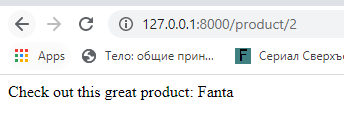 127.0.0.1:8000/product/2
Apps Тело: общие прин... F Сериал Сверхъ
Check out this great product: Fanta